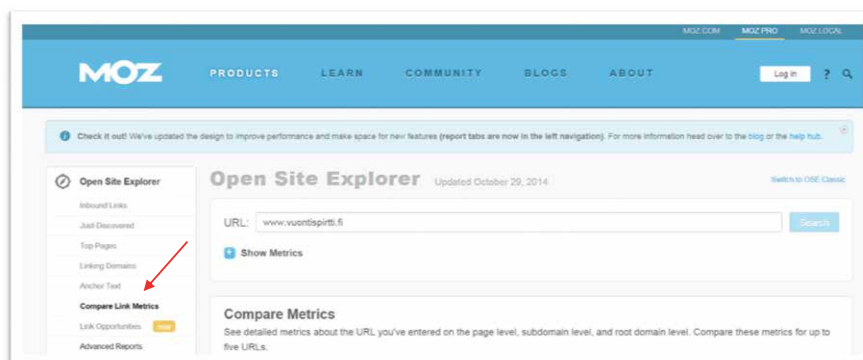 MOZ.COM MOZ PRO MOZ LOCAL
MOZ PRODUCTS LEARN COMMUNITY BLOGS ABOUT Log in ?
Check it out! We've updated the design to improve performance and make space for new features (report tabs are now in the left navigation). For more information head over to the blog or the help hub.
Open Site Explorer
Inbound Links
Just Discovered
Top Pages
Linking Domains
Anchor Text
Compare Link Metrics
Link Opportunities new
Advanced Reports
Open Site Explorer Updated October 29, 2014 Switch to OSE Classic
URL: www.vuontispirtti.fi Search
Show Metrics
Compare Metrics
See detailed metrics about the URL you've entered on the page level, subdomain level, and root domain level. Compare these metrics for up to
five URLs.